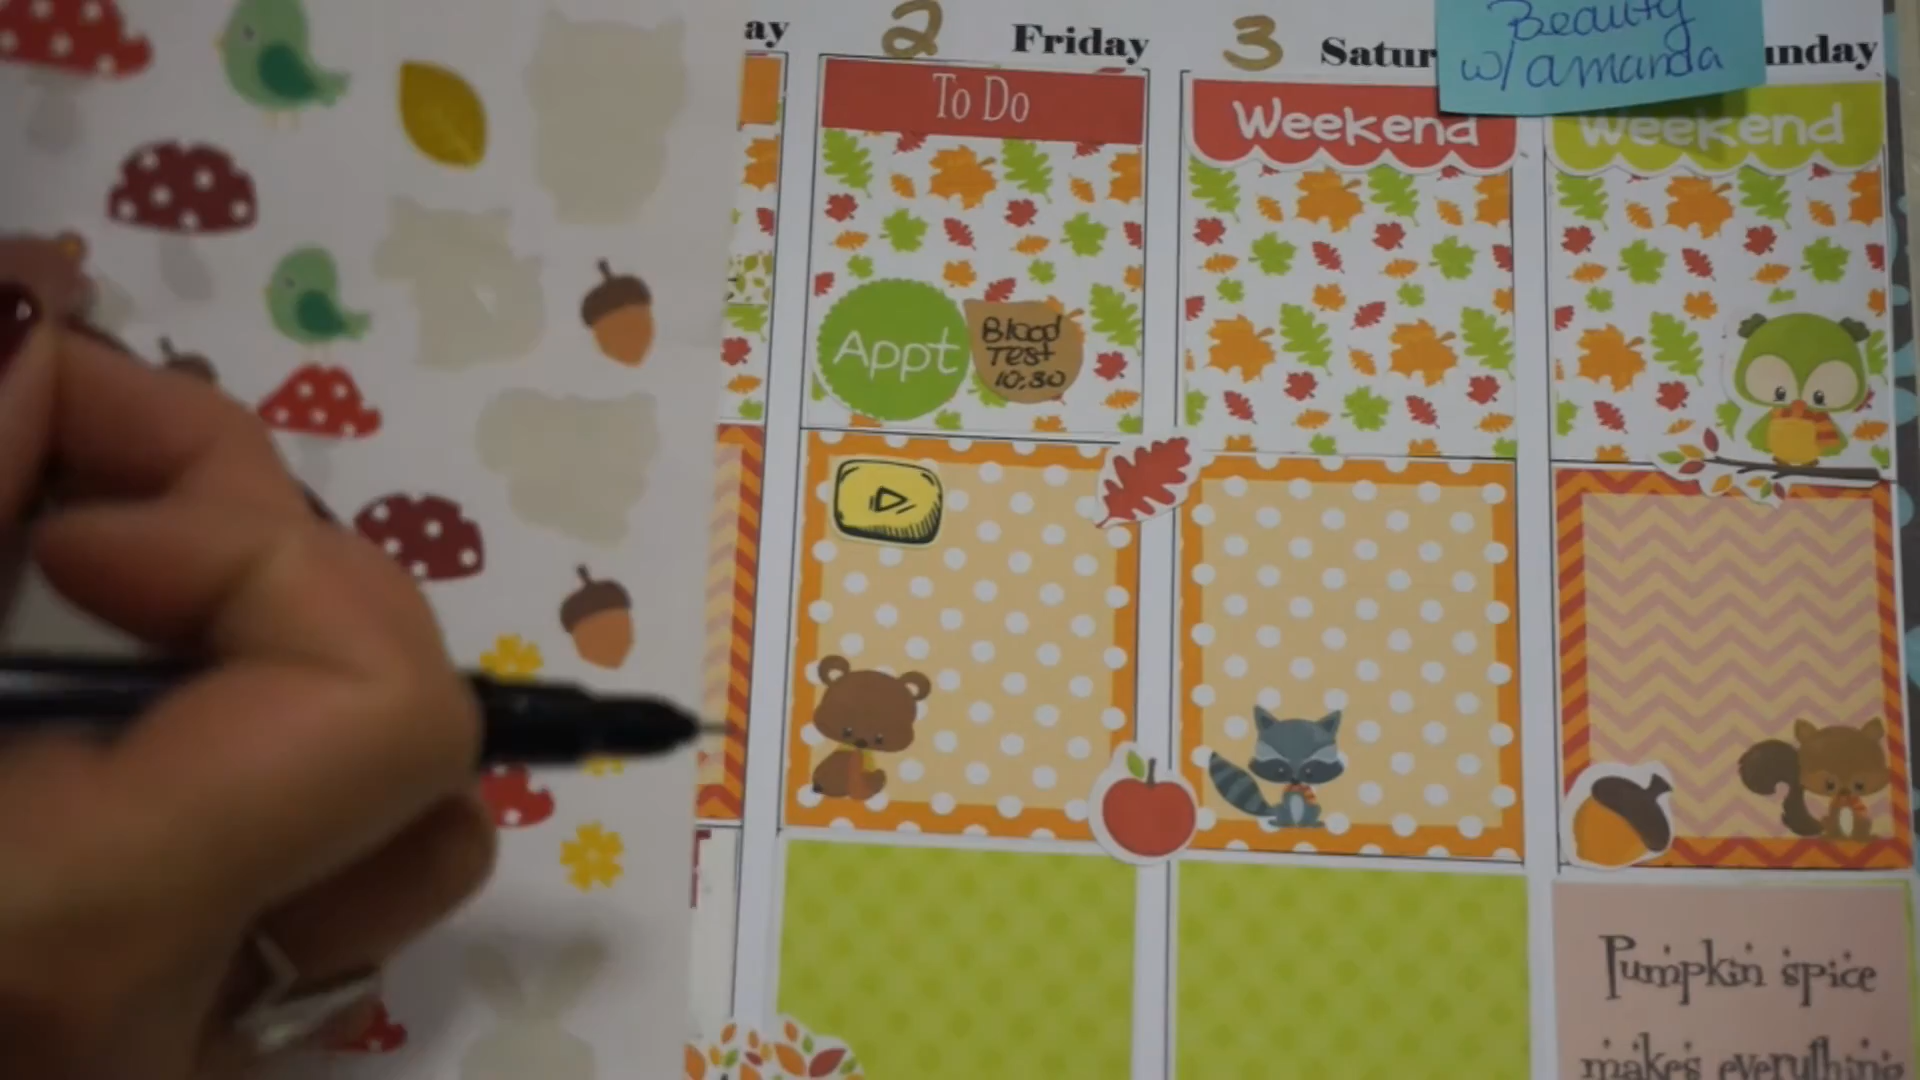 Beauty
w/ amanda
ay
2
Friday
3
Satur
unday
To Do
Weekend
Weekend
Appt
Blood
Test
10:30
Pumpkin spice
makes everything